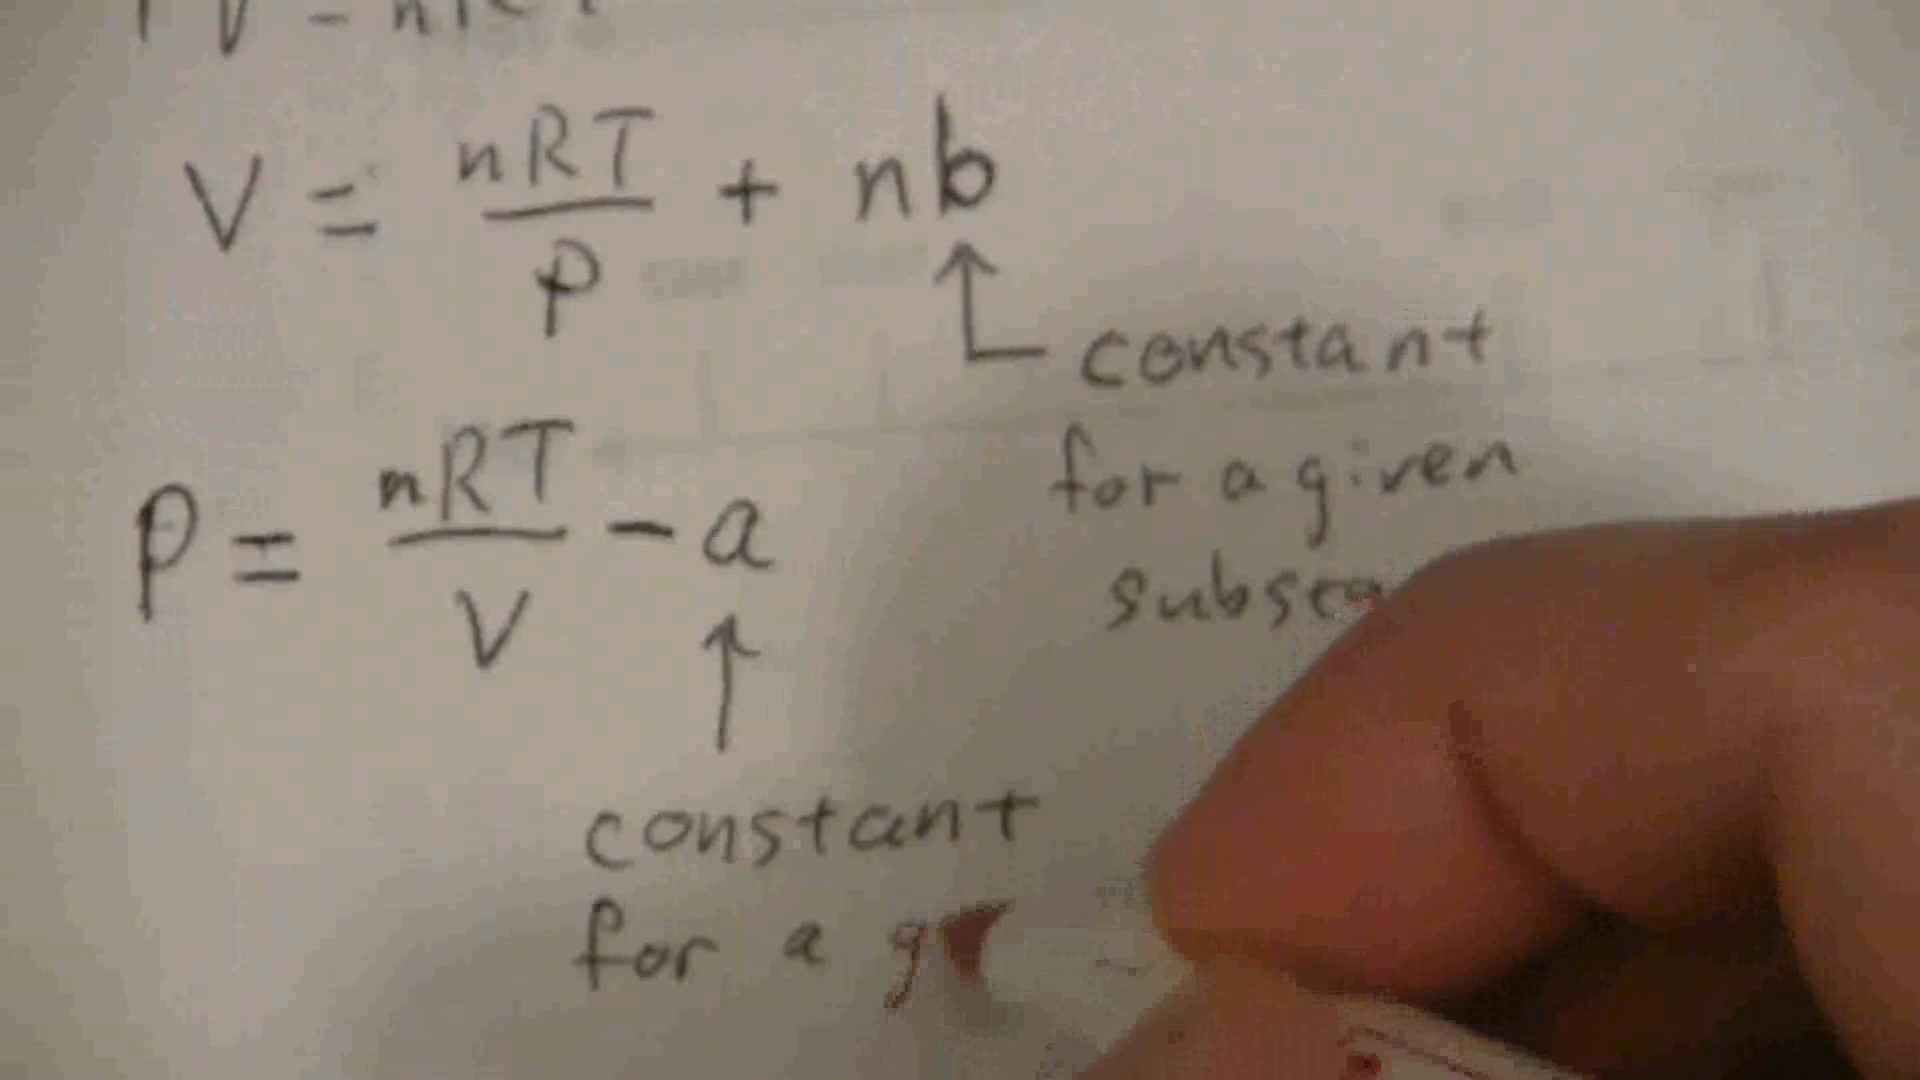 V = nRT/P + nb
constant
for a given
P = nRT/V - a
constant
for a